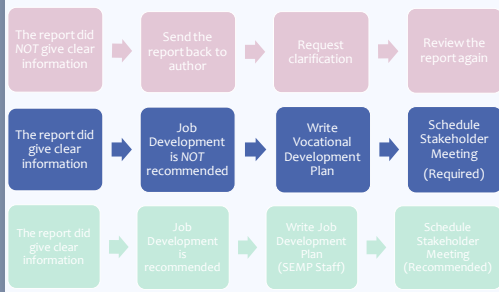 The report did
NOT give clear
information
Send the
report back to
author
Request
clarification
Review the
report again
The report did
give clear
information
Job
Development
is NOT
recommended
Write
Vocational
Development
Plan
Schedule
Stakeholder
Meeting
(Required)
The report did
give clear
information
Job
Development
is
recommended
Write Job
Development
Plan
(SEMP Staff)
Schedule
Stakeholder
Meeting
(Recommended)